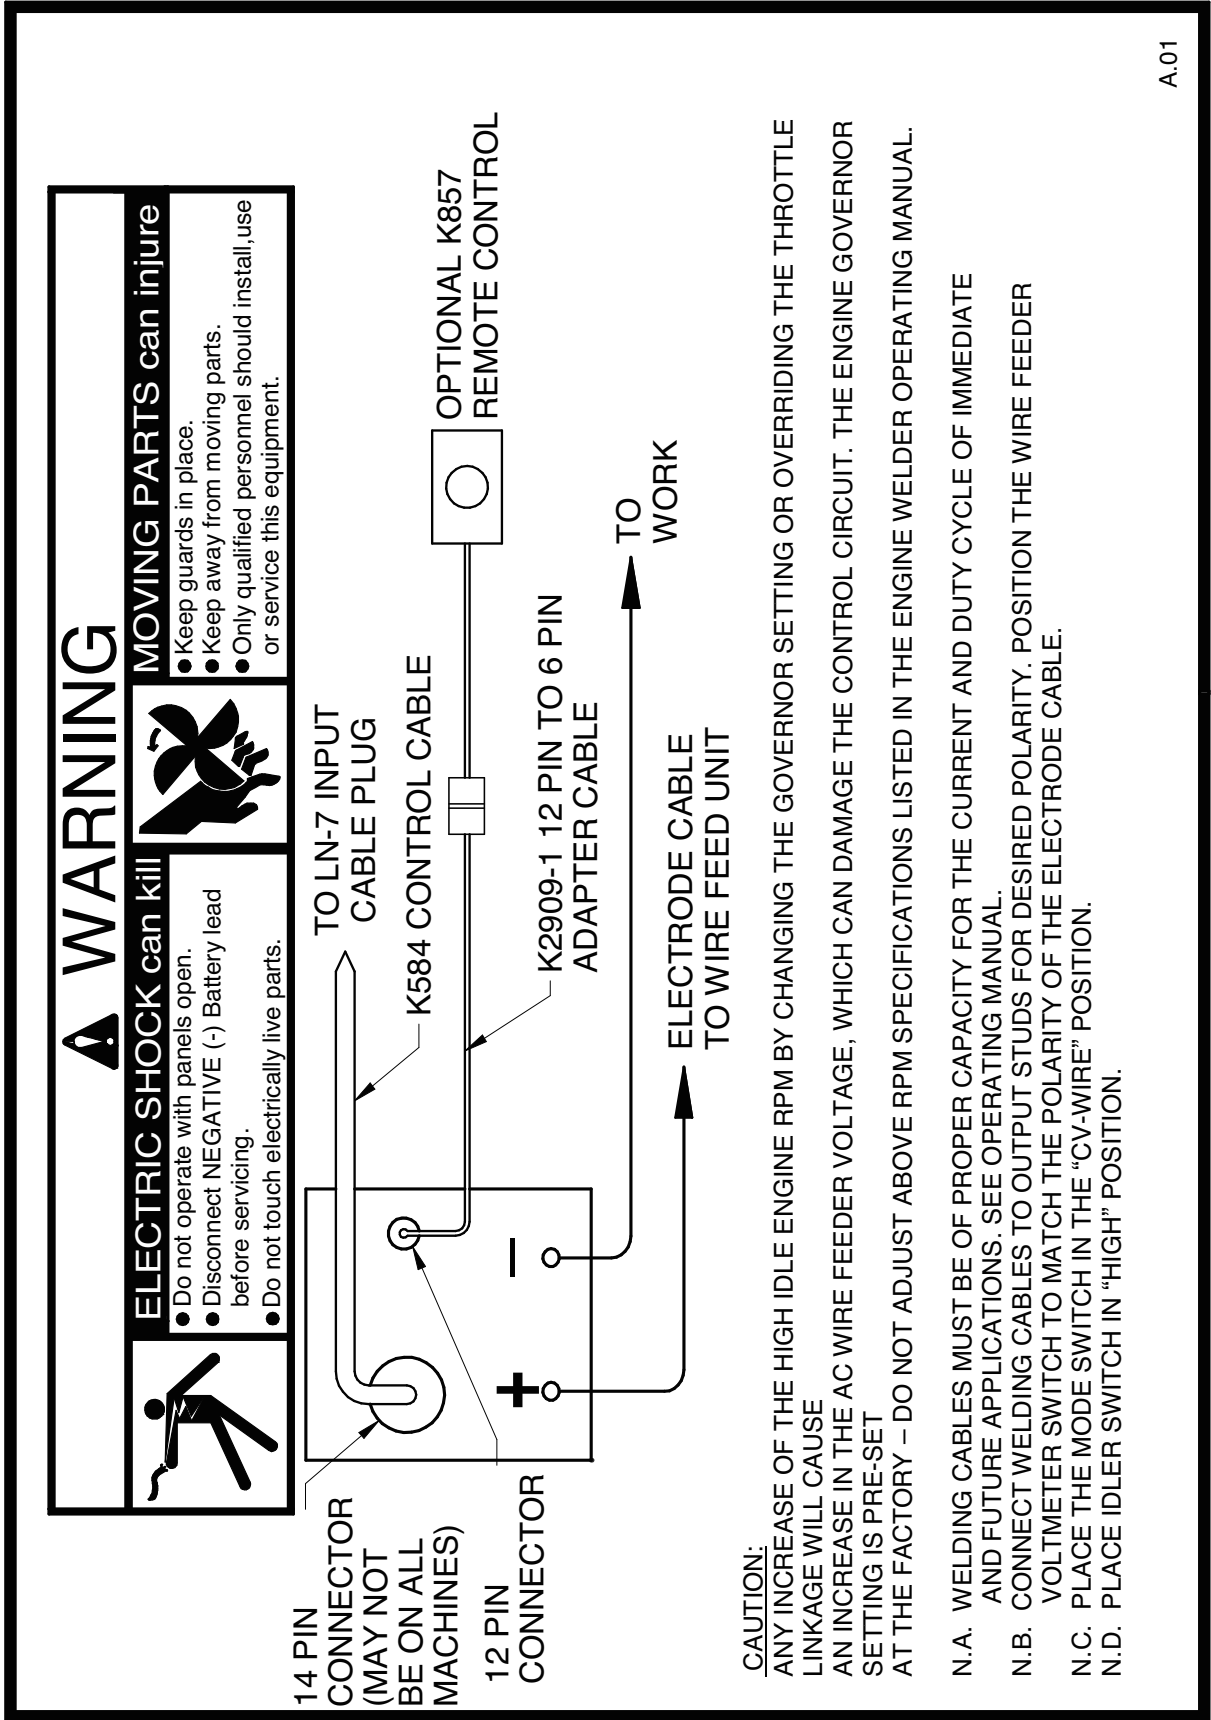 WARNING
ELECTRIC SHOCK can kill
● Do not operate with panels open.
● Disconnect NEGATIVE (-) Battery lead
before servicing.
● Do not touch electrically live parts.
MOVING PARTS can injure
● Keep guards in place.
● Keep away from moving parts.
● Only qualified personnel should install,use
or service this equipment.
14 PIN
CONNECTOR
(MAY NOT
BE ON ALL
MACHINES)
12 PIN
CONNECTOR
TO LN-7 INPUT
CABLE PLUG
K584 CONTROL CABLE
OPTIONAL K857
REMOTE CONTROL
K2909-1 12 PIN TO 6 PIN
ADAPTER CABLE
+
–
TO
WORK
ELECTRODE CABLE
TO WIRE FEED UNIT
CAUTION:
ANY INCREASE OF THE HIGH IDLE ENGINE RPM BY CHANGING THE GOVERNOR SETTING OR OVERRIDING THE THROTTLE
LINKAGE WILL CAUSE
AN INCREASE IN THE AC WIRE FEEDER VOLTAGE, WHICH CAN DAMAGE THE CONTROL CIRCUIT. THE ENGINE GOVERNOR
SETTING IS PRE-SET
AT THE FACTORY – DO NOT ADJUST ABOVE RPM SPECIFICATIONS LISTED IN THE ENGINE WELDER OPERATING MANUAL.
N.A. WELDING CABLES MUST BE OF PROPER CAPACITY FOR THE CURRENT AND DUTY CYCLE OF IMMEDIATE
AND FUTURE APPLICATIONS. SEE OPERATING MANUAL.
N.B. CONNECT WELDING CABLES TO OUTPUT STUDS FOR DESIRED POLARITY. POSITION THE WIRE FEEDER
VOLTMETER SWITCH TO MATCH THE POLARITY OF THE ELECTRODE CABLE.
N.C. PLACE THE MODE SWITCH IN THE “CV-WIRE” POSITION.
N.D. PLACE IDLER SWITCH IN “HIGH” POSITION.
A.01